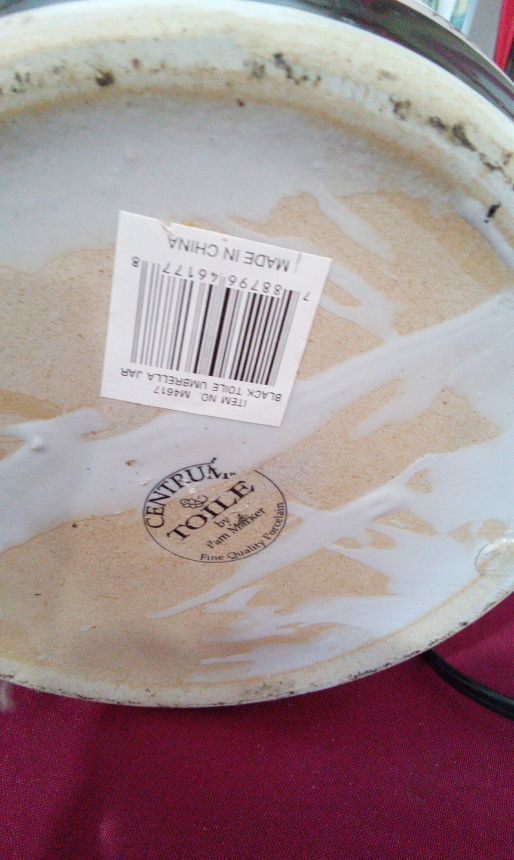 ITEM NO. M4617
BLACK TOILE UMBRELLA JAR
7 88796 46177 8
MADE IN CHINA
CENTRUM
TOILE
by
Pam Marker
Fine Quality Porcelain